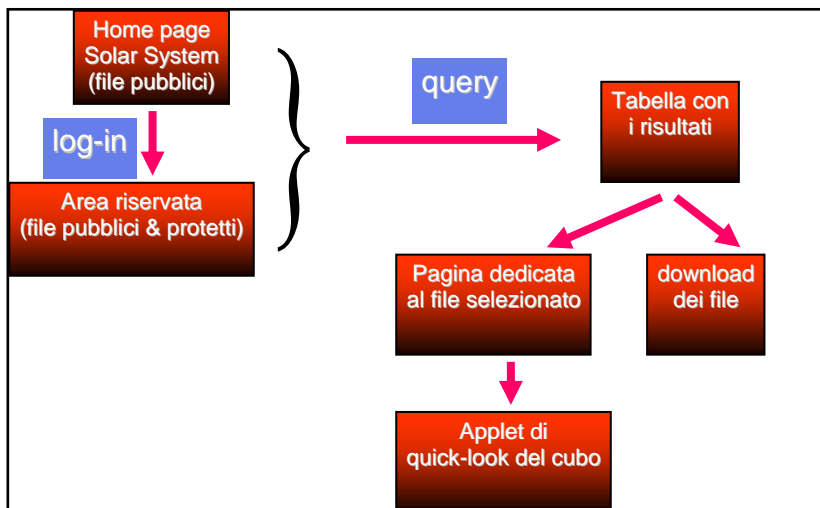 Home page
Solar System
(file pubblici)
log-in
Area riservata
(file pubblici & protetti)
query
Tabella con
i risultati
Pagina dedicata
al file selezionato
download
dei file
Applet di
quick-look del cubo